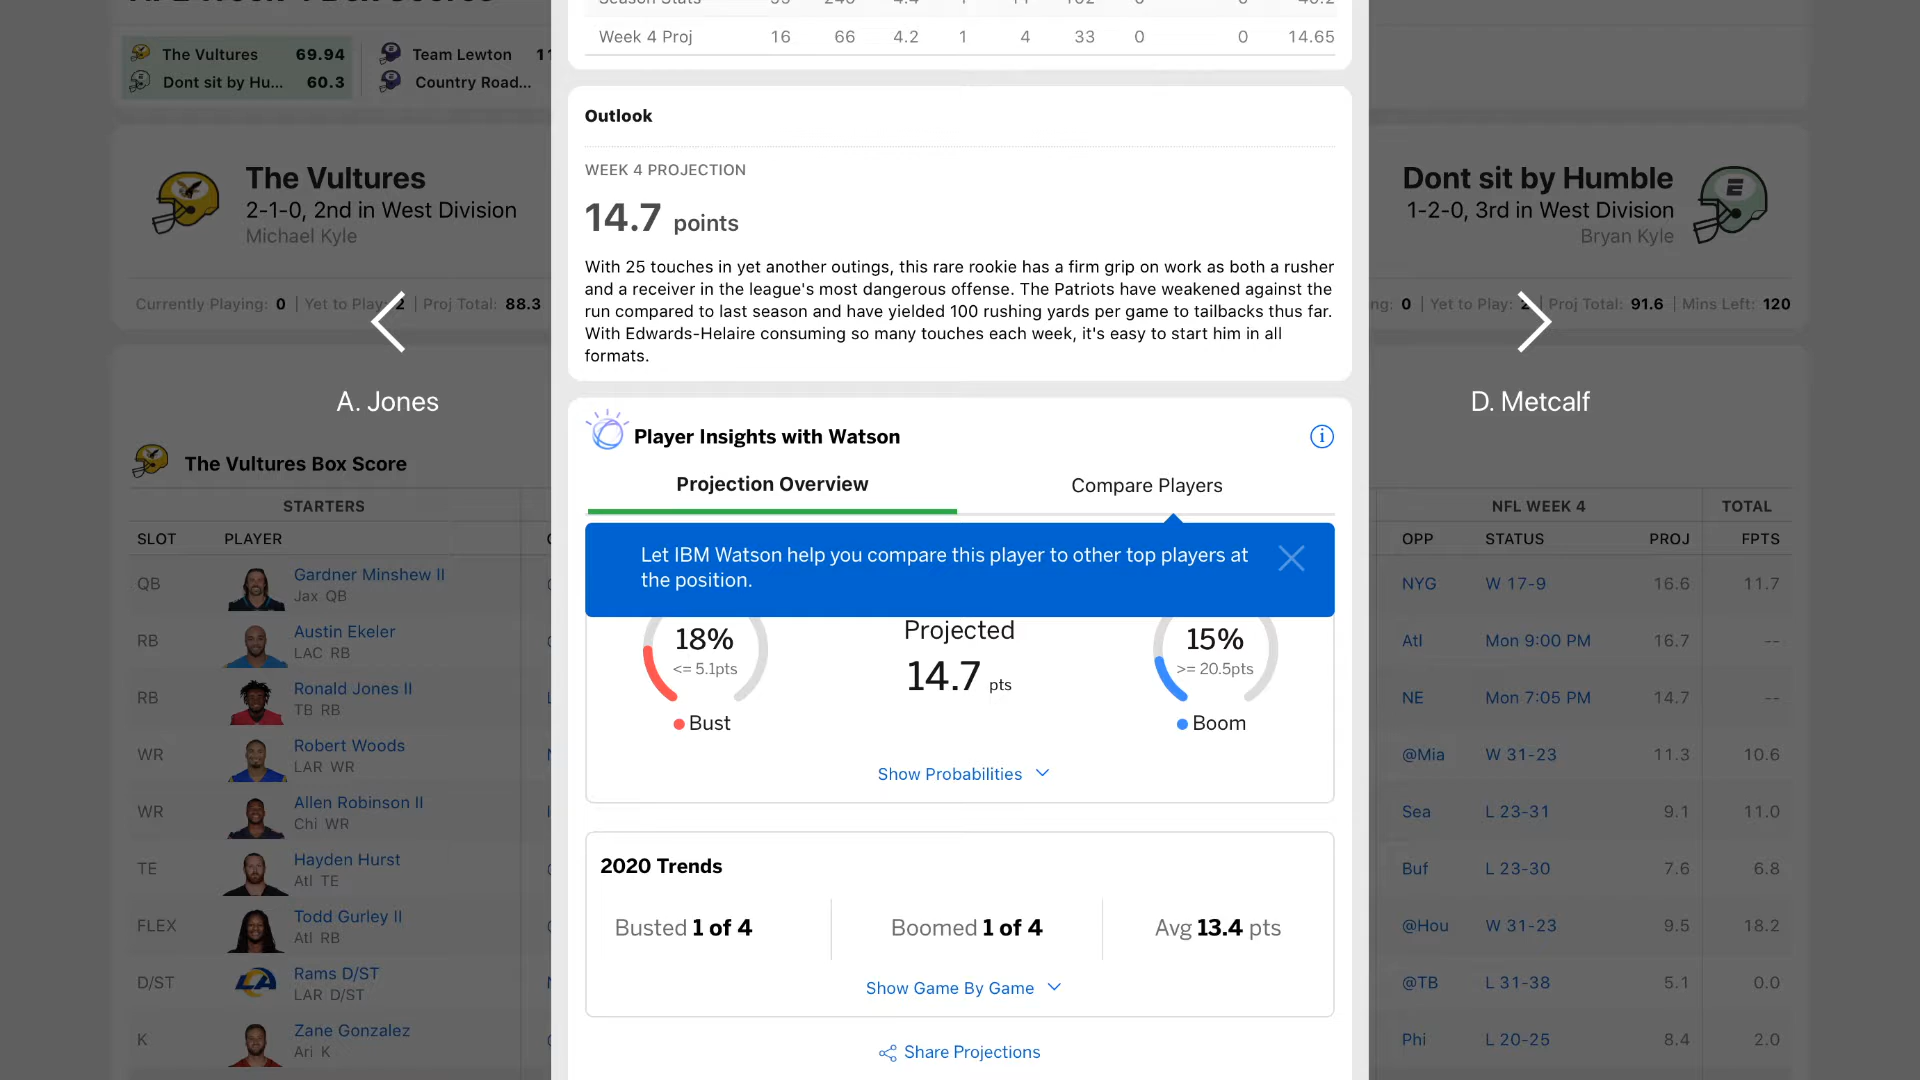 The Vultures 69.94
Dont sit by Hu... 60.3
Team Lewton
Country Road...
Week 4 Proj 16 66 4.2 1 4 33 0 0 14.65
Outlook
WEEK 4 PROJECTION
14.7 points
With 25 touches in yet another outings, this rare rookie has a firm grip on work as both a rusher
and a receiver in the league's most dangerous offense. The Patriots have weakened against the
run compared to last season and have yielded 100 rushing yards per game to tailbacks thus far.
With Edwards-Helaire consuming so many touches each week, it's easy to start him in all
formats.
The Vultures
2-1-0, 2nd in West Division
Michael Kyle
Currently Playing: 0 | Yet to Play: 2 | Proj Total: 88.3
Dont sit by Humble
1-2-0, 3rd in West Division
Bryan Kyle
0 | Yet to Play: 2 | Proj Total: 91.6 | Mins Left: 120
A. Jones
D. Metcalf
Player Insights with Watson
Projection Overview
Compare Players
Let IBM Watson help you compare this player to other top players at
the position.
18%
<= 5.1pts
Bust
Projected
14.7 pts
15%
>= 20.5pts
Boom
Show Probabilities
2020 Trends
Busted 1 of 4
Boomed 1 of 4
Avg 13.4 pts
Show Game By Game
Share Projections
The Vultures Box Score
STARTERS
SLOT PLAYER
QB Gardner Minshew II
Jax QB
RB Austin Ekeler
LAC RB
RB Ronald Jones II
TB RB
WR Robert Woods
LAR WR
WR Allen Robinson II
Chi WR
TE Hayden Hurst
Atl TE
FLEX Todd Gurley II
Atl RB
D/ST Rams D/ST
LAR D/ST
K Zane Gonzalez
Ari K
NFL WEEK 4 TOTAL
OPP STATUS PROJ FPTS
NYG W 17-9 16.6 11.7
Atl Mon 9:00 PM 16.7 --
NE Mon 7:05 PM 14.7 --
@Mia W 31-23 11.3 10.6
Sea L 23-31 9.1 11.0
Buf L 23-30 7.6 6.8
@Hou W 31-23 9.5 18.2
@TB L 31-38 5.1 0.0
Phi L 20-25 8.4 2.0